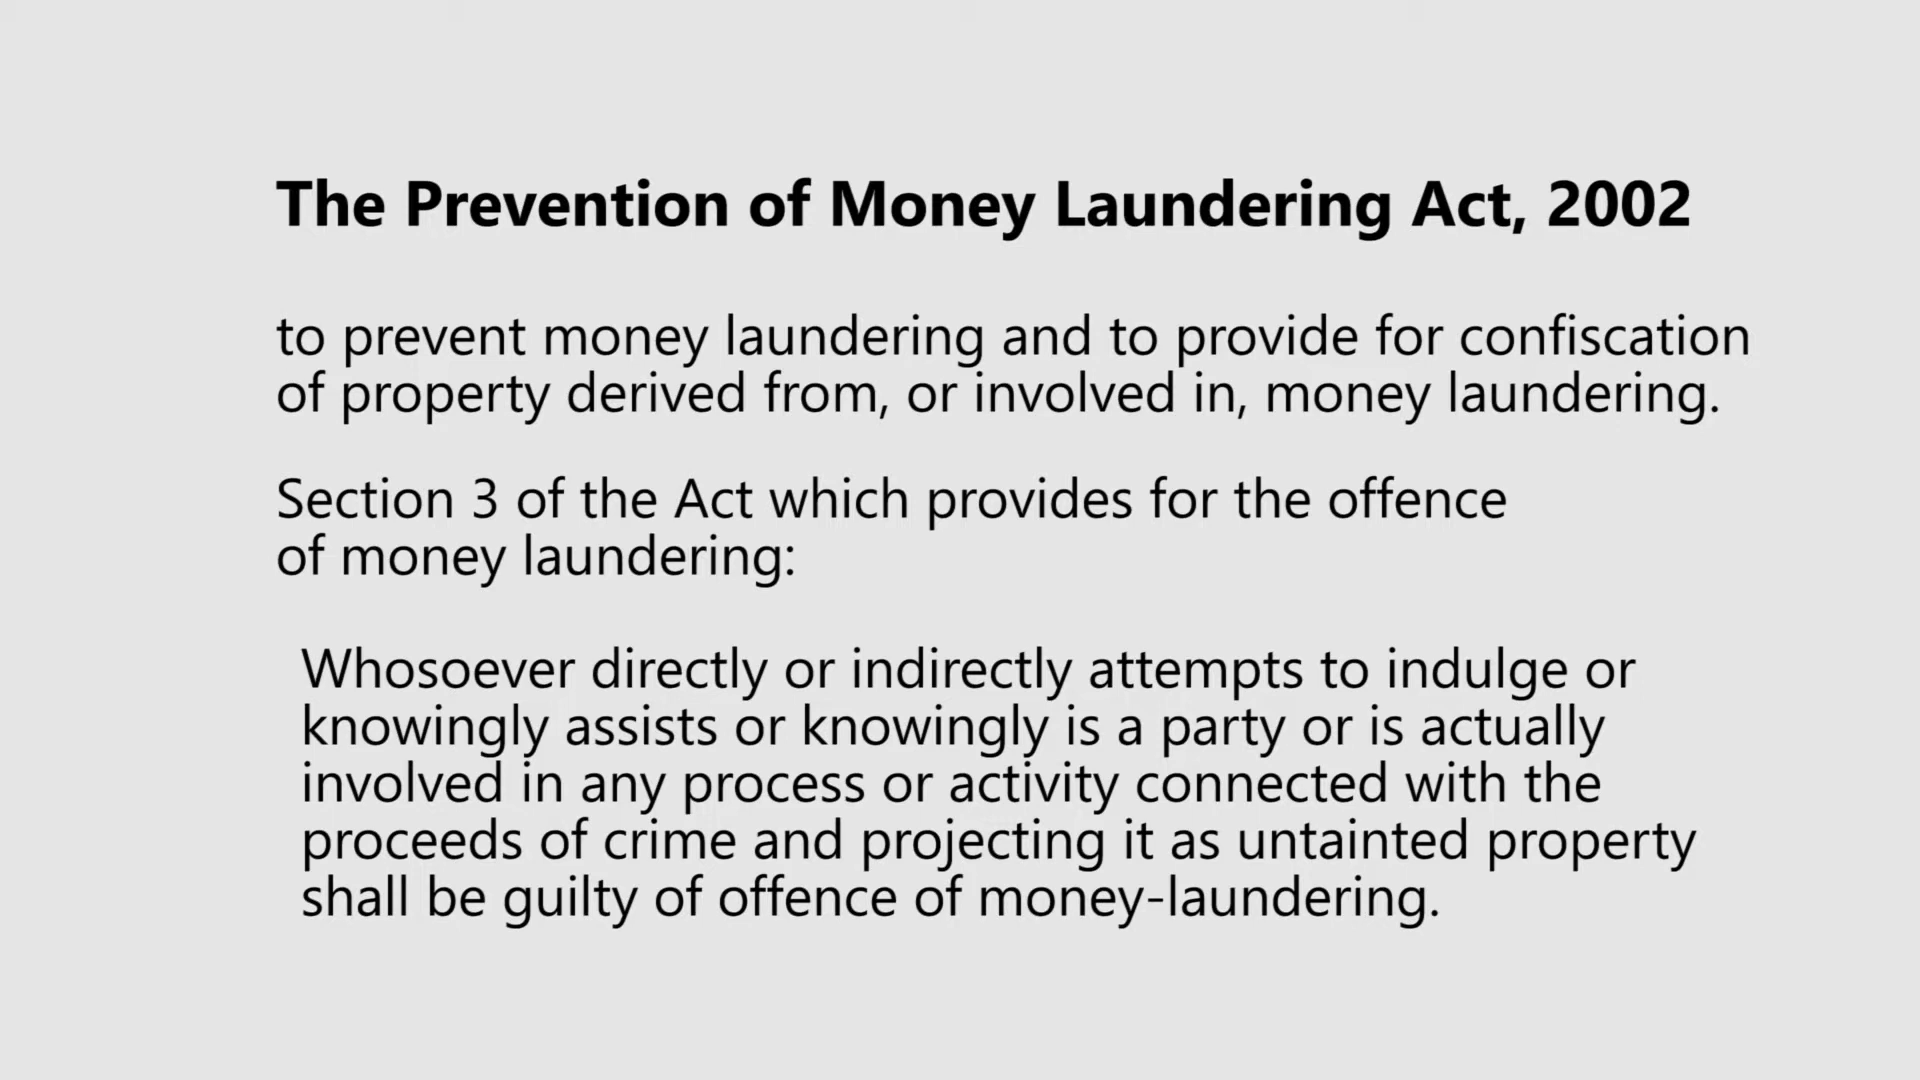 The Prevention of Money Laundering Act, 2002
to prevent money laundering and to provide for confiscation
of property derived from, or involved in, money laundering.
Section 3 of the Act which provides for the offence
of money laundering:
Whosoever directly or indirectly attempts to indulge or
knowingly assists or knowingly is a party or is actually
involved in any process or activity connected with the
proceeds of crime and projecting it as untainted property
shall be guilty of offence of money-laundering.